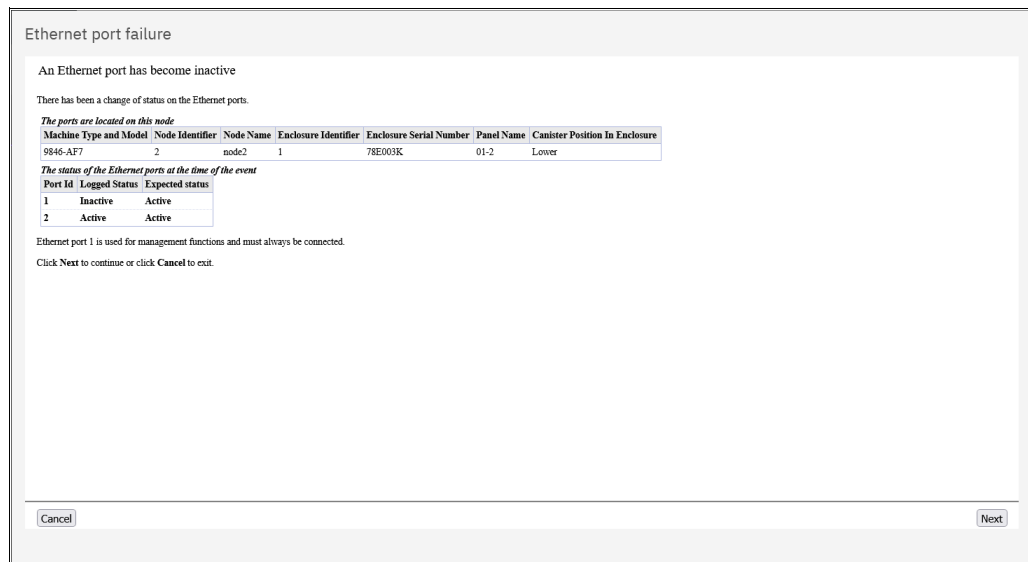 Ethernet port failure
An Ethernet port has become inactive
There has been a change of status on the Ethernet ports.
The ports are located on this node
Machine Type and Model Node Identifier Node Name Enclosure Identifier Enclosure Serial Number Panel Name Canister Position In Enclosure
9846-AF7 2 node2 1 78E003K 01-2 Lower
The status of the Ethernet ports at the time of the event
Port Id Logged Status Expected status
1 Inactive Active
2 Active Active
Ethernet port 1 is used for management functions and must always be connected.
Click Next to continue or click Cancel to exit.
Cancel Next